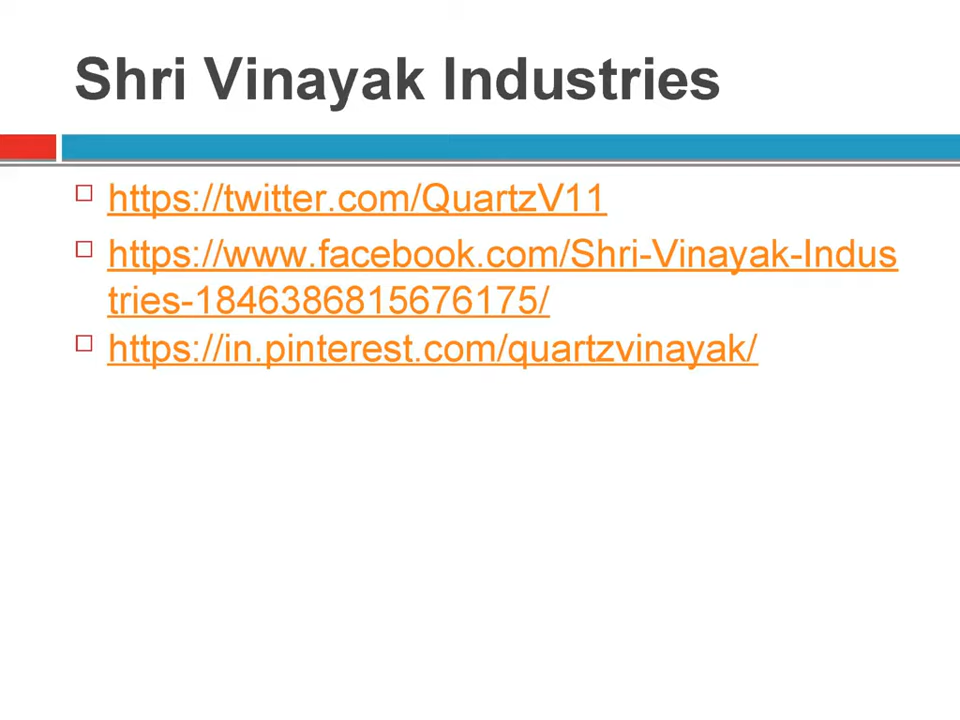 Shri Vinayak Industries
https://twitter.com/QuartzV11
https://www.facebook.com/Shri-Vinayak-Indus
tries-1846386815676175/
https://in.pinterest.com/quartzvinayak/